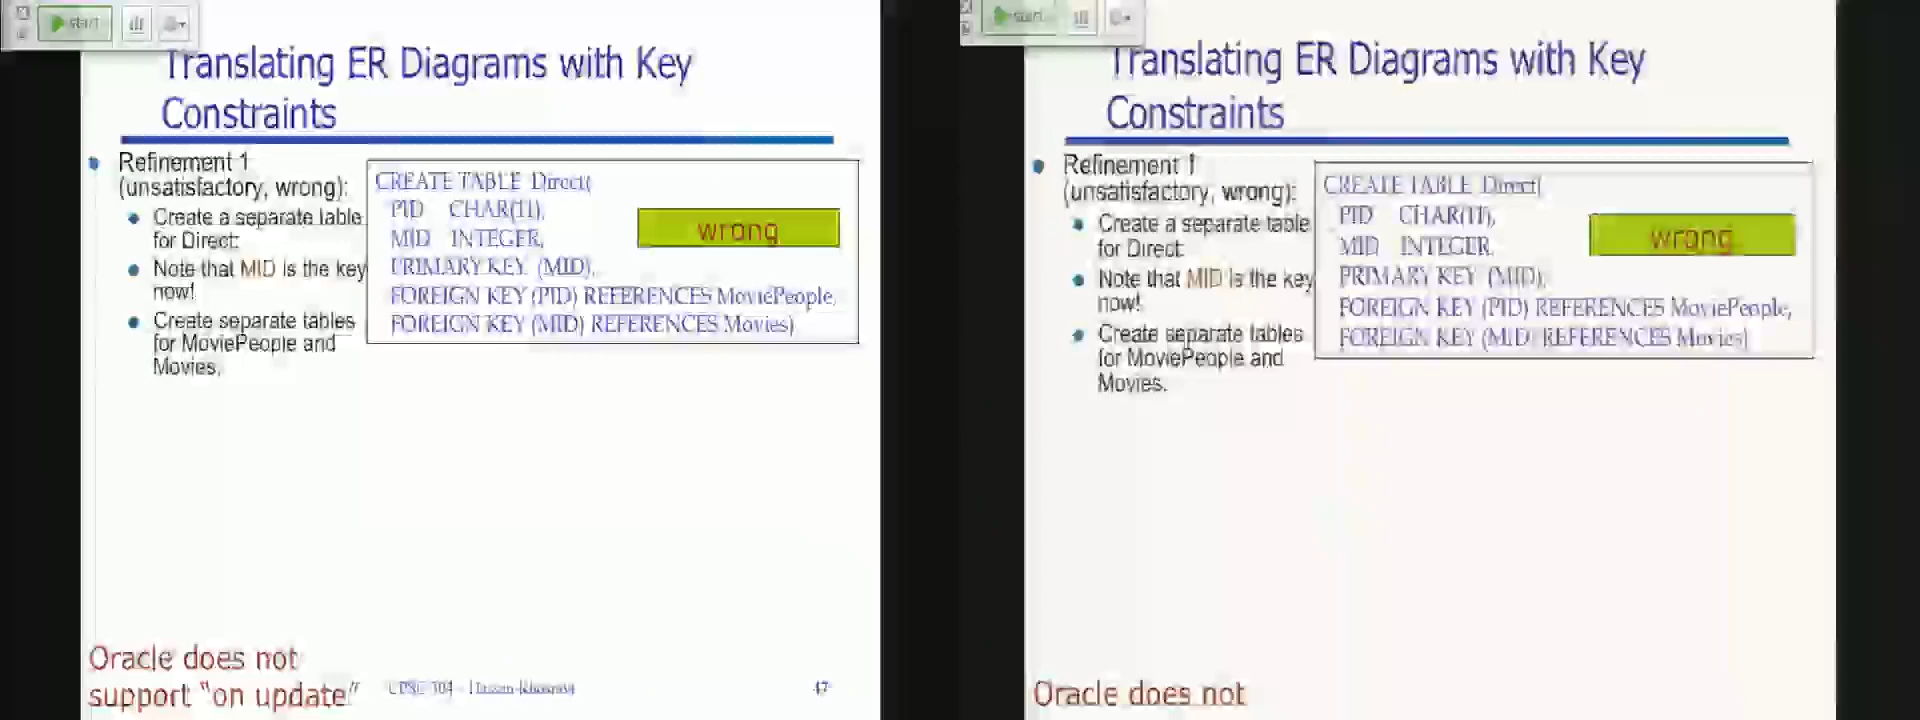 start
Translating ER Diagrams with Key
Constraints
Refinement 1
(unsatisfactory, wrong):
Create a separate table
for Direct:
Note that MID is the key
now!
Create separate tables
for MoviePeople and
Movies.
CREATE TABLE Direct(
PID CHAR(11),
MID INTEGER,
wrong
PRIMARY KEY (MID),
FOREIGN KEY (PID) REFERENCES MoviePeople,
FOREIGN KEY (MID) REFERENCES Movies)
Oracle does not
support "on update"
CPSC 304 - Hassan Khosravi
47
start
Translating ER Diagrams with Key
Constraints
Refinement 1
(unsatisfactory, wrong):
Create a separate table
for Direct:
Note that MID is the key
now!
Create separate tables
for MoviePeople and
Movies.
CREATE TABLE Direct(
PID CHAR(11),
MID INTEGER,
wrong
PRIMARY KEY (MID),
FOREIGN KEY (PID) REFERENCES MoviePeople,
FOREIGN KEY (MID) REFERENCES Movies)
Oracle does not